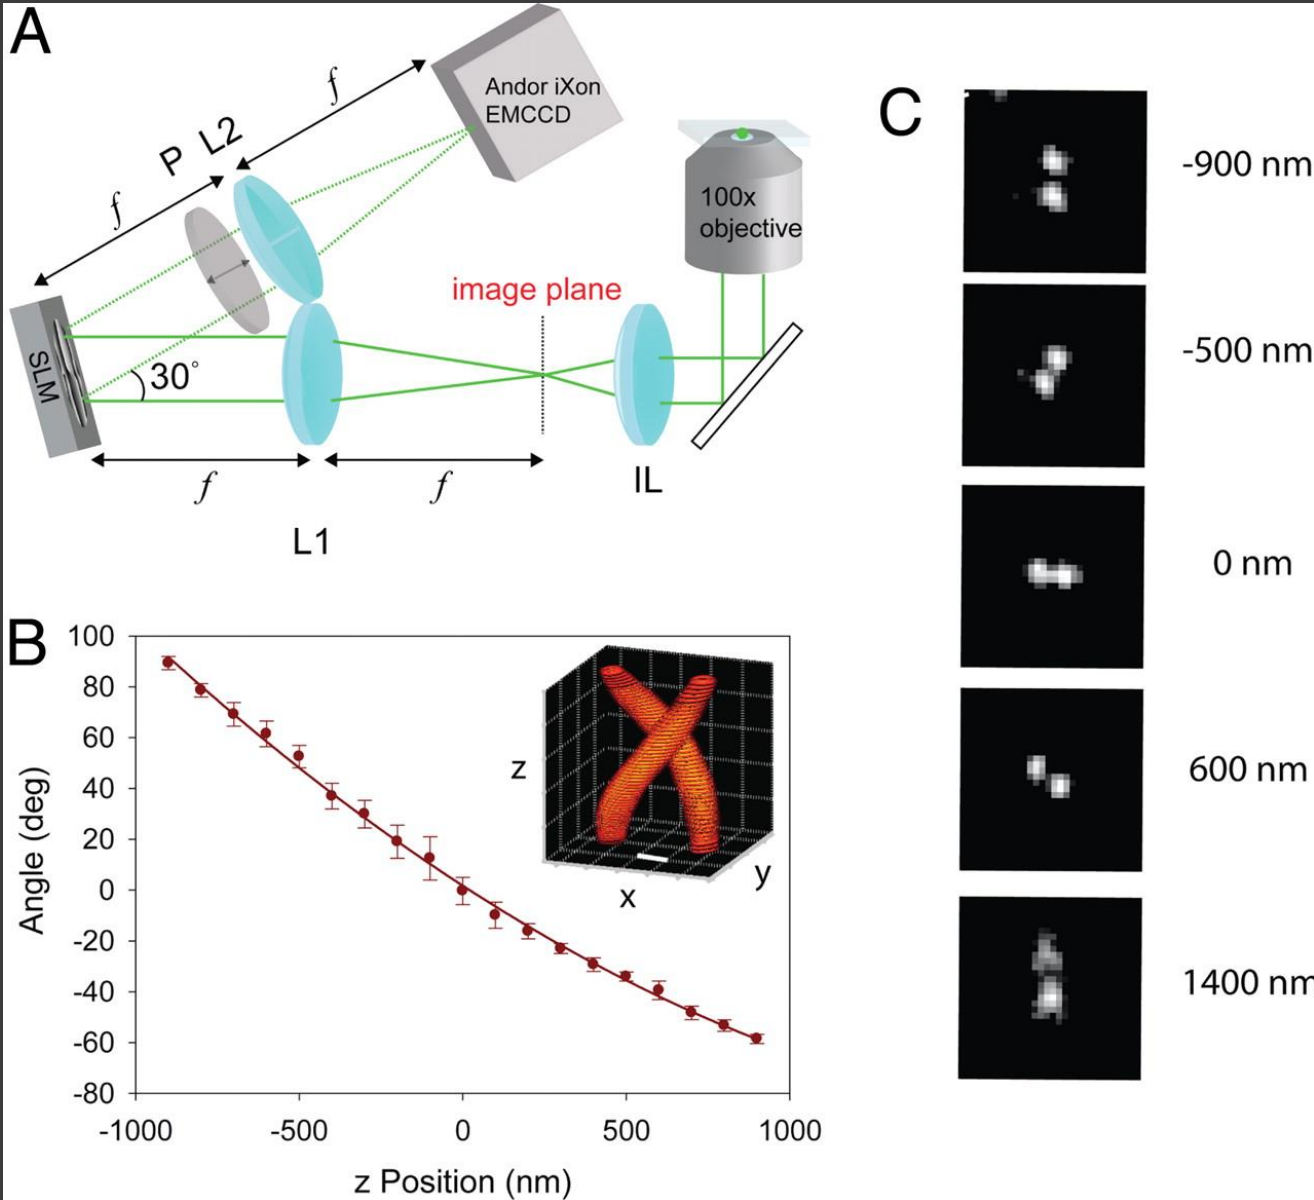 A
f
Andor iXon
EMCCD
P L2
f
100x
objective
image plane
SLM
30°
f
f
IL
L1
C
-900 nm
-500 nm
0 nm
600 nm
1400 nm
B
100
80
60
40
20
0
-20
-40
-60
-80
Angle (deg)
z
x
y
-1000
-500
0
500
1000
z Position (nm)